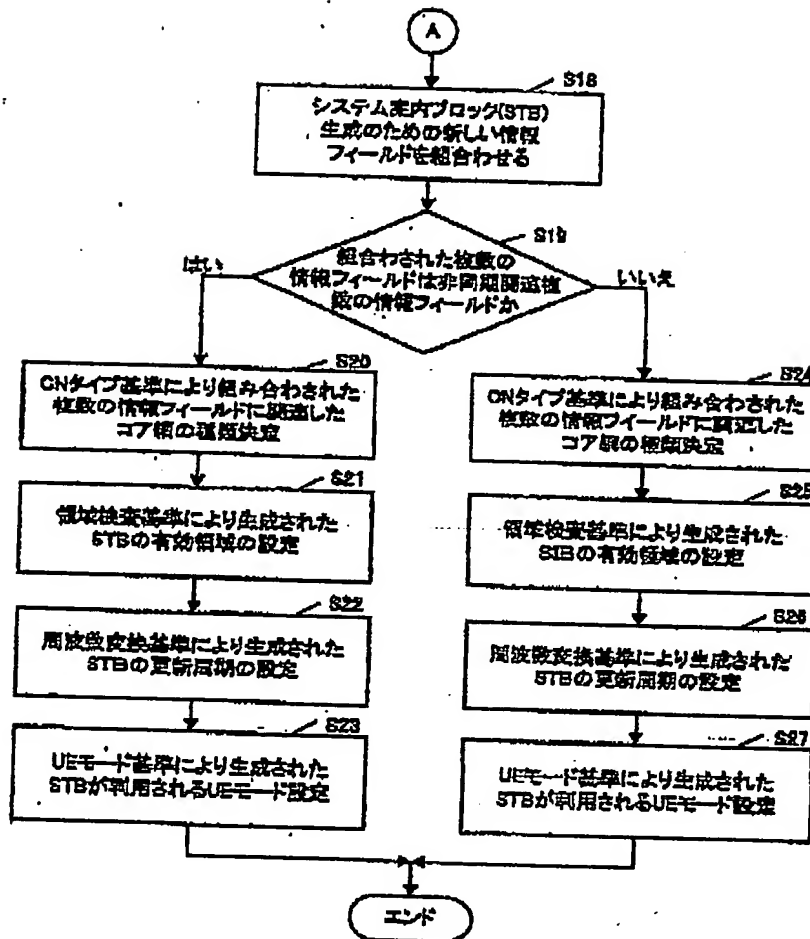 A
S18
システム案内ブロック(STB)
生成のための新しい情報
フィールドを組合わせる
S19
組合わされた複数の
情報フィールドは非同期関連複
数の情報フィールドか
はい
いいえ
S20
CNタイプ基準により組み合わされた
複数の情報フィールドに関連した
コア網の種類決定
S24
CNタイプ基準により組み合わされた
複数の情報フィールドに関連した
コア網の種類決定
S21
領域検査基準により生成された
STBの有効領域の設定
S25
領域検査基準により生成された
SIBの有効領域の設定
S22
周波数変換基準により生成された
STBの更新周期の設定
S26
周波数変換基準により生成された
STBの更新周期の設定
S23
UEモード基準により生成された
STBが利用されるUEモード設定
S27
UEモード基準により生成された
STBが利用されるUEモード設定
エンド